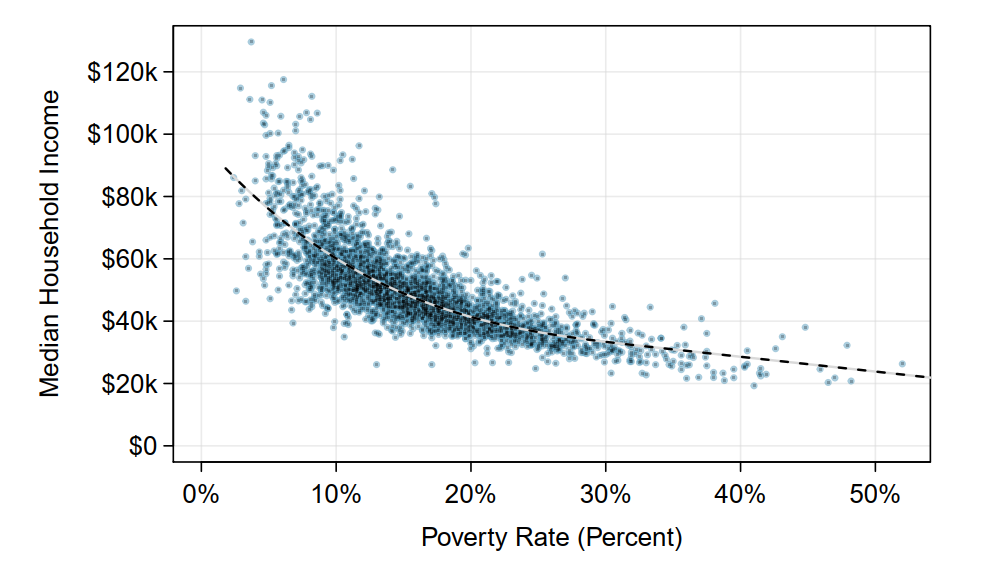 Median Household Income
$120k
$100k
$80k
$60k
$40k
$20k
$0
0% 10% 20% 30% 40% 50%
Poverty Rate (Percent)